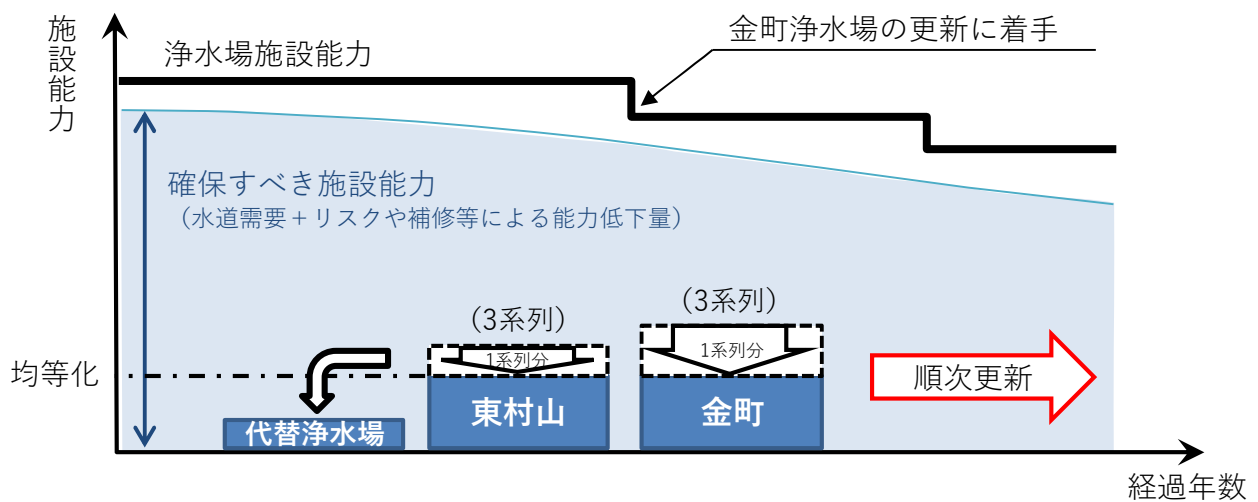 施設能力
金町浄水場の更新に着手
浄水場施設能力
確保すべき施設能力
（水道需要＋リスクや補修等による能力低下量）
（3系列）
（3系列）
1系列分
1系列分
均等化
順次更新
東村山
金町
代替浄水場
経過年数